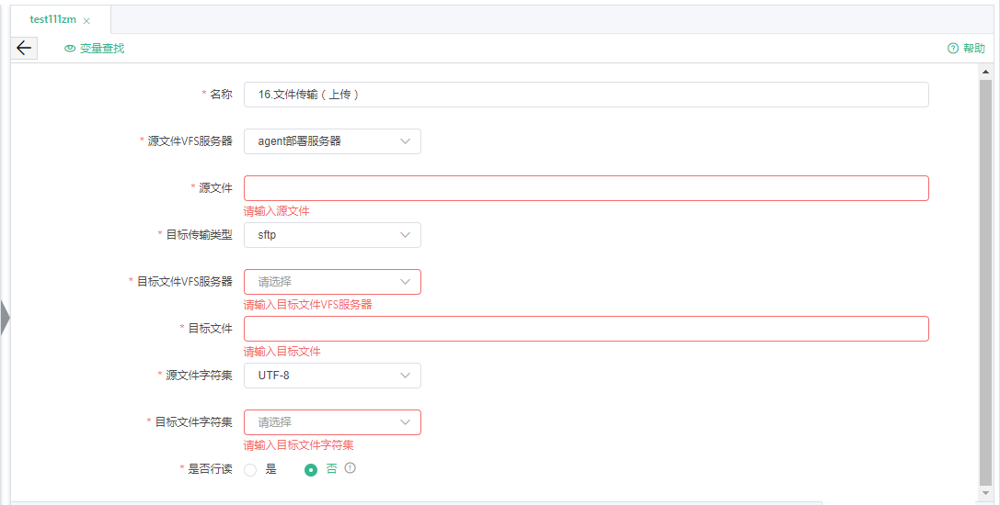 test111zm ×
变量查找 帮助
* 名称 16.文件传输（上传）
* 源文件VFS服务器 agent部署服务器
* 源文件
请输入源文件
* 目标传输类型 sftp
* 目标文件VFS服务器 请选择
请输入目标文件VFS服务器
* 目标文件
请输入目标文件
* 源文件字符集 UTF-8
* 目标文件字符集 请选择
请输入目标文件字符集
* 是否行读 是 否